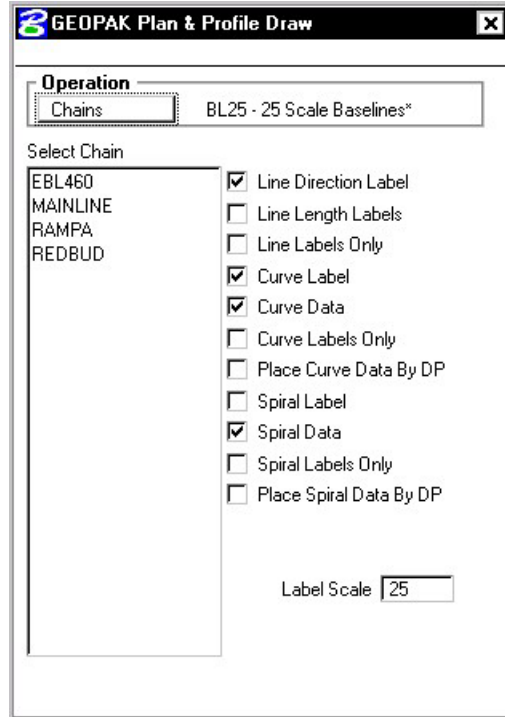 GEOPAK Plan & Profile Draw
Operation
Chains BL25 - 25 Scale Baselines*
Select Chain
EBL460
MAINLINE
RAMPA
REDBUD
Line Direction Label
Line Length Labels
Line Labels Only
Curve Label
Curve Data
Curve Labels Only
Place Curve Data By DP
Spiral Label
Spiral Data
Spiral Labels Only
Place Spiral Data By DP
Label Scale 25